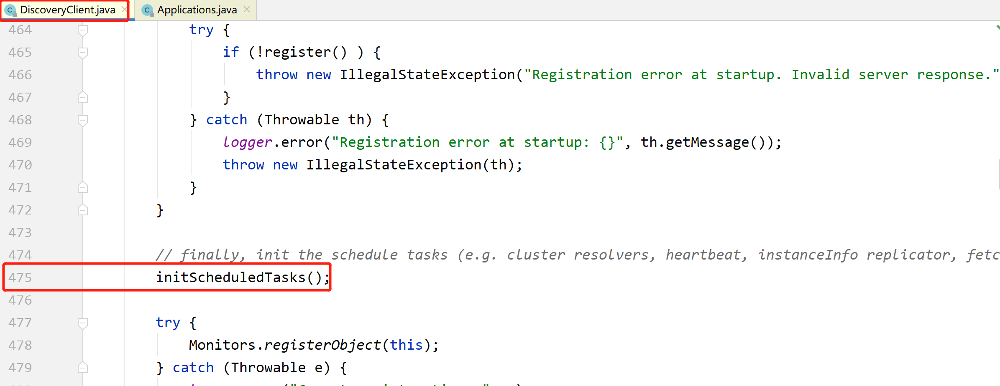 DiscoveryClient.java Applications.java
464 try {
465 if (!register() ) {
466 throw new IllegalStateException("Registration error at startup. Invalid server response."
467 }
468 } catch (Throwable th) {
469 logger.error("Registration error at startup: {}", th.getMessage());
470 throw new IllegalStateException(th);
471 }
472 }
473
474 // finally, init the schedule tasks (e.g. cluster resolvers, heartbeat, instanceInfo replicator, fetc
475 initScheduledTasks();
476
477 try {
478 Monitors.registerObject(this);
479 } catch (Throwable e) {